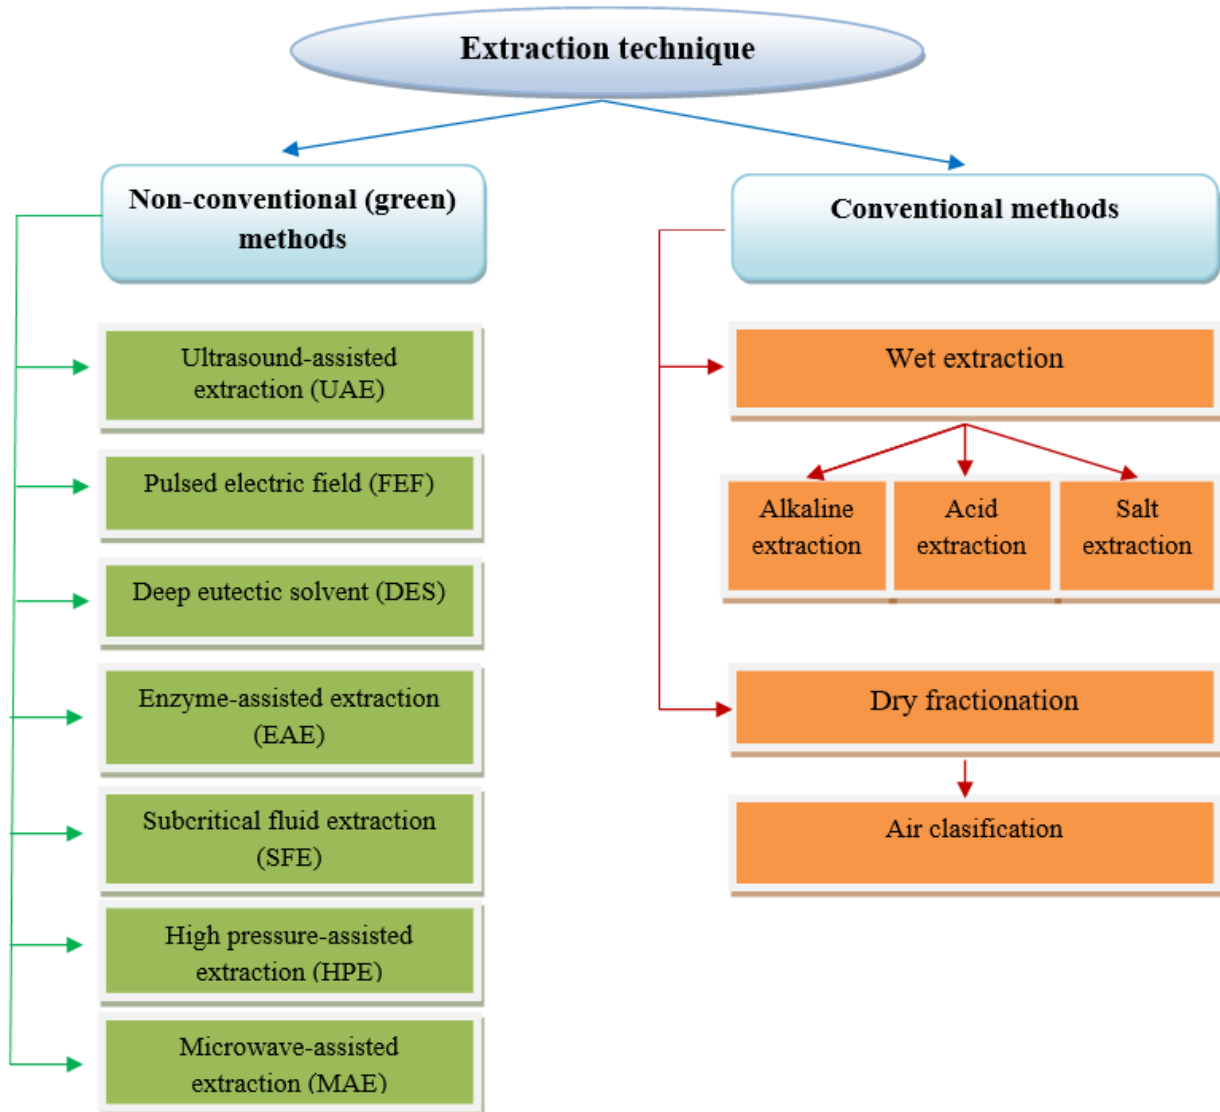 Extraction technique
Non-conventional (green)
methods
Ultrasound-assisted
extraction (UAE)
Pulsed electric field (FEF)
Deep eutectic solvent (DES)
Enzyme-assisted extraction
(EAE)
Subcritical fluid extraction
(SFE)
High pressure-assisted
extraction (HPE)
Microwave-assisted
extraction (MAE)
Conventional methods
Wet extraction
Alkaline
extraction
Acid
extraction
Salt
extraction
Dry fractionation
Air clasification